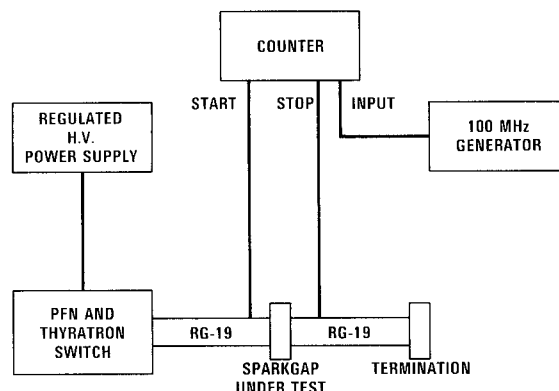 COUNTER
START STOP INPUT
REGULATED
H.V.
POWER SUPPLY
100 MHz
GENERATOR
PFN AND
THYRATRON
SWITCH
RG-19
RG-19
SPARKGAP
UNDER TEST
TERMINATION